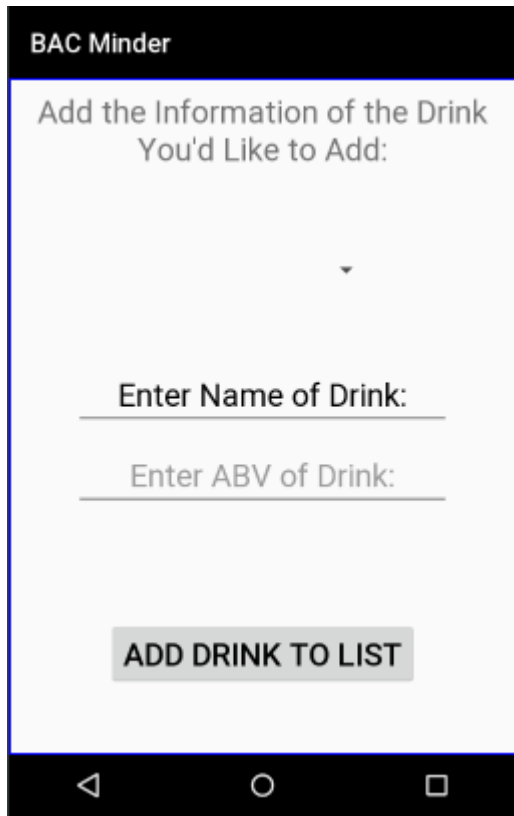 BAC Minder
Add the Information of the Drink
You'd Like to Add:
Enter Name of Drink:
Enter ABV of Drink:
ADD DRINK TO LIST